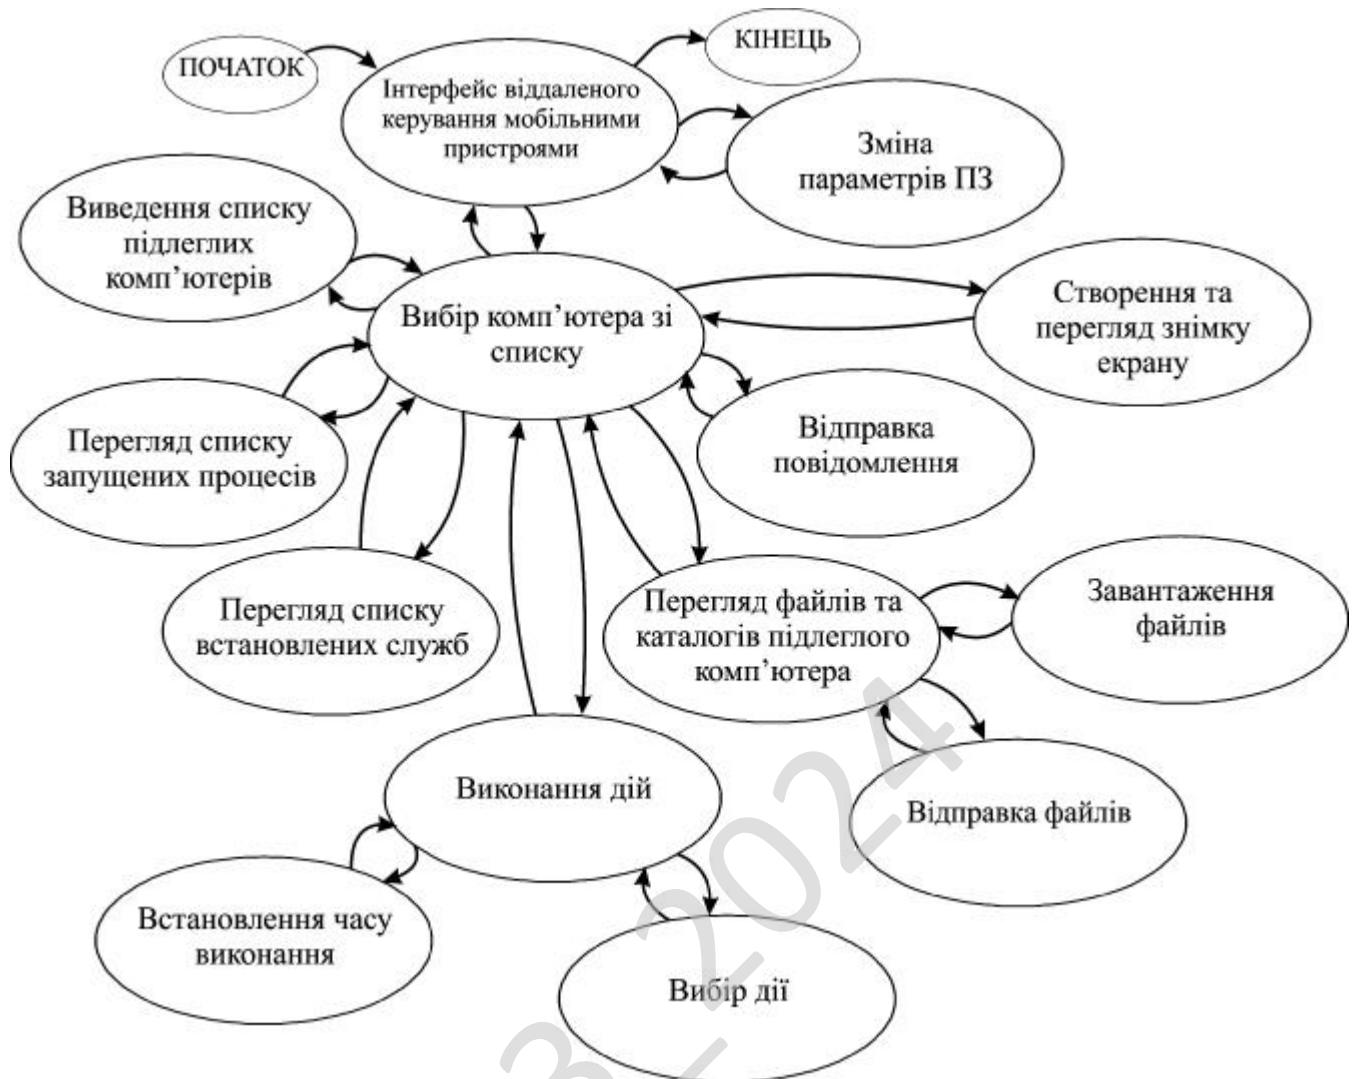 ПОЧАТОК
КІНЕЦЬ
Інтерфейс віддаленого
керування мобільними
пристроями
Зміна
параметрів ПЗ
Виведення списку
підлеглих
комп’ютерів
Вибір комп’ютера зі
списку
Створення та
перегляд знімку
екрану
Перегляд списку
запущених процесів
Відправка
повідомлення
Перегляд списку
встановлених служб
Перегляд файлів та
каталогів підлеглого
комп’ютера
Завантаження
файлів
Виконання дій
Відправка файлів
Встановлення часу
виконання
Вибір дії
3_2024